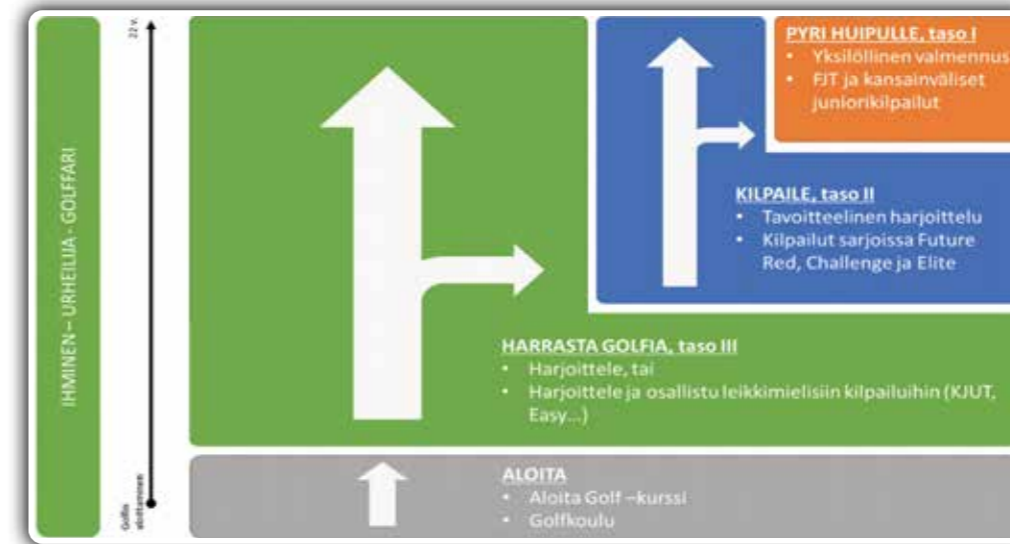 IHMINEN – URHEILIJA - GOLFFARI
22 v.
Golfin
aloittaminen
PYRI HUIPULLE, taso I
• Yksilöllinen valmennus
• FJT ja kansainväliset
juniorikilpailut
KILPAILE, taso II
• Tavoitteelinen harjoittelu
• Kilpailut sarjoissa Future
Red, Challenge ja Elite
HARRASTA GOLFIA, taso III
• Harjoittele, tai
• Harjoittele ja osallistu leikkimielisiin kilpailuihin (KJUT,
Easy...)
ALOITA
• Aloita Golf –kurssi
• Golfkoulu